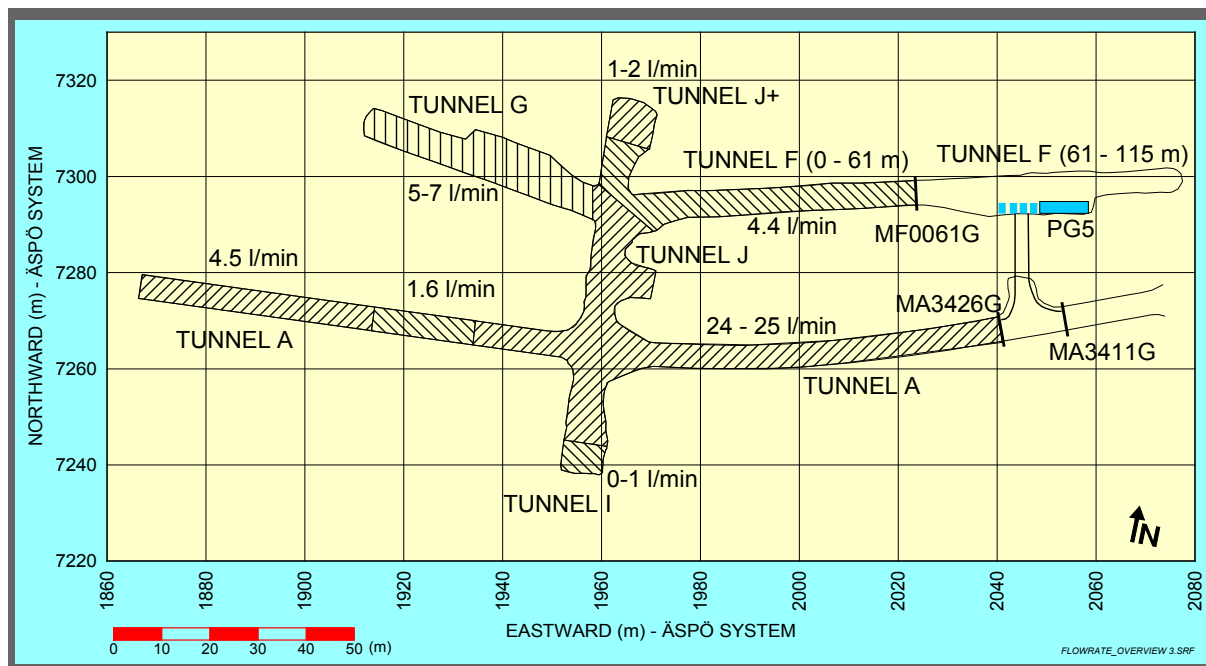 1-2 l/min
TUNNEL J+
TUNNEL G
TUNNEL F (0 - 61 m)
TUNNEL F (61 - 115 m)
5-7 l/min
4.4 l/min
MF0061G
PG5
TUNNEL J
4.5 l/min
1.6 l/min
MA3426G
24 - 25 l/min
TUNNEL A
MA3411G
TUNNEL A
0-1 l/min
TUNNEL I
N
7320
7300
7280
7260
7240
7220
NORTHWARD (m) - ÄSPÖ SYSTEM
1860
1880
1900
1920
1940
1960
1980
2000
2020
2040
2060
2080
EASTWARD (m) - ÄSPÖ SYSTEM
0 10 20 30 40 50 (m)
FLOWRATE_OVERVIEW 3.SRF